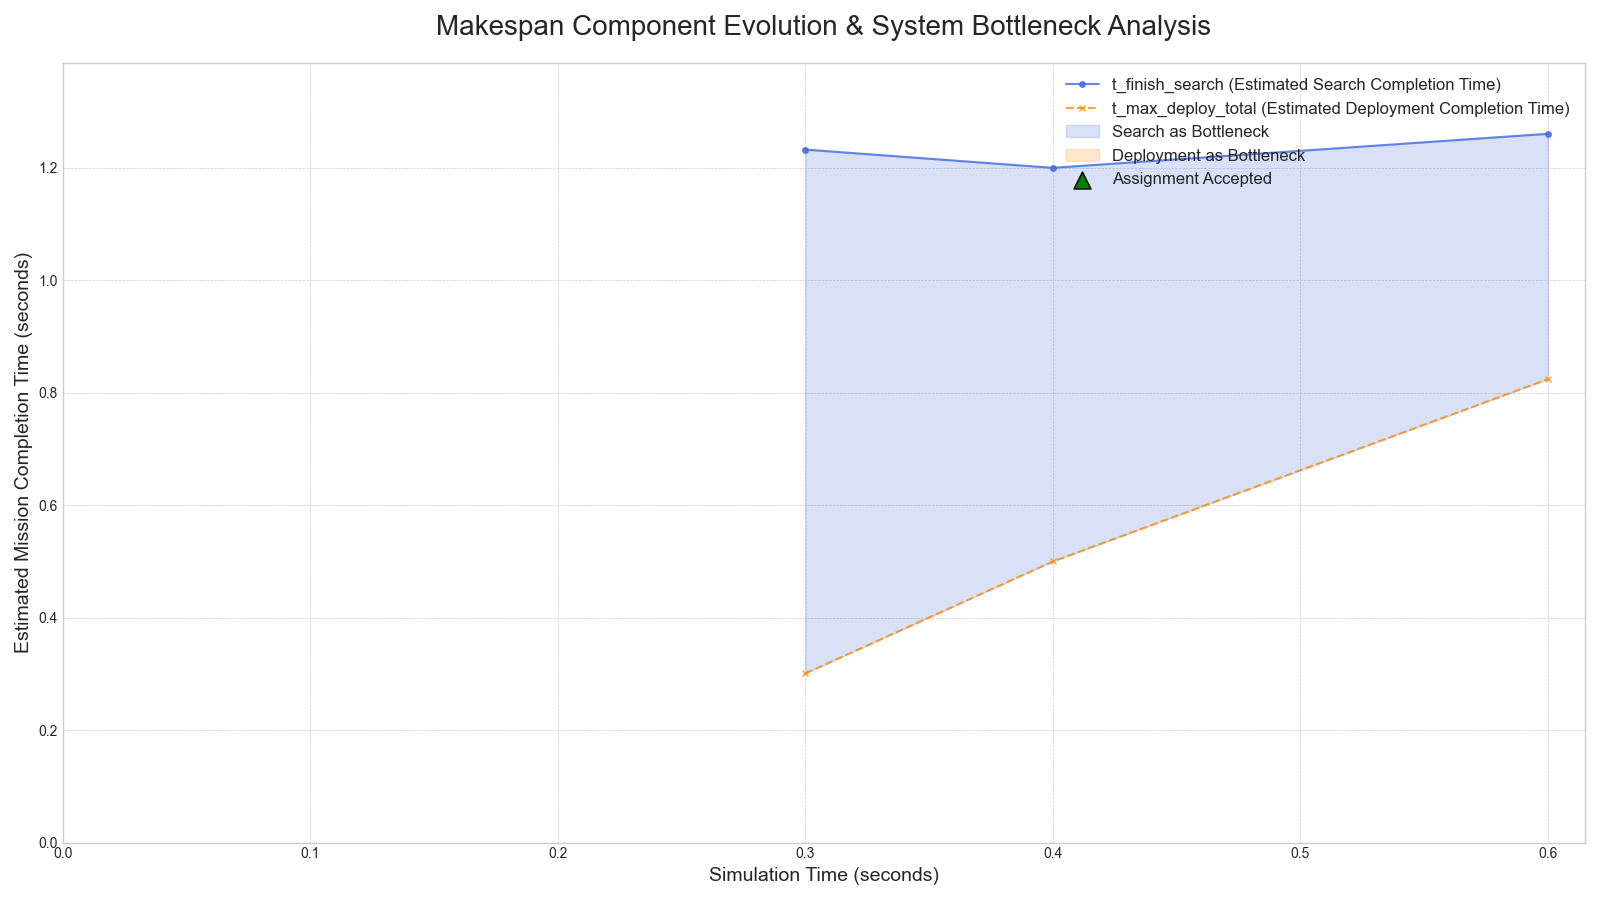 Makespan Component Evolution & System Bottleneck Analysis
t_finish_search (Estimated Search Completion Time)
t_max_deploy_total (Estimated Deployment Completion Time)
Search as Bottleneck
Deployment as Bottleneck
Assignment Accepted
Estimated Mission Completion Time (seconds)
1.2
1.0
0.8
0.6
0.4
0.2
0.0
0.0 0.1 0.2 0.3 0.4 0.5 0.6
Simulation Time (seconds)